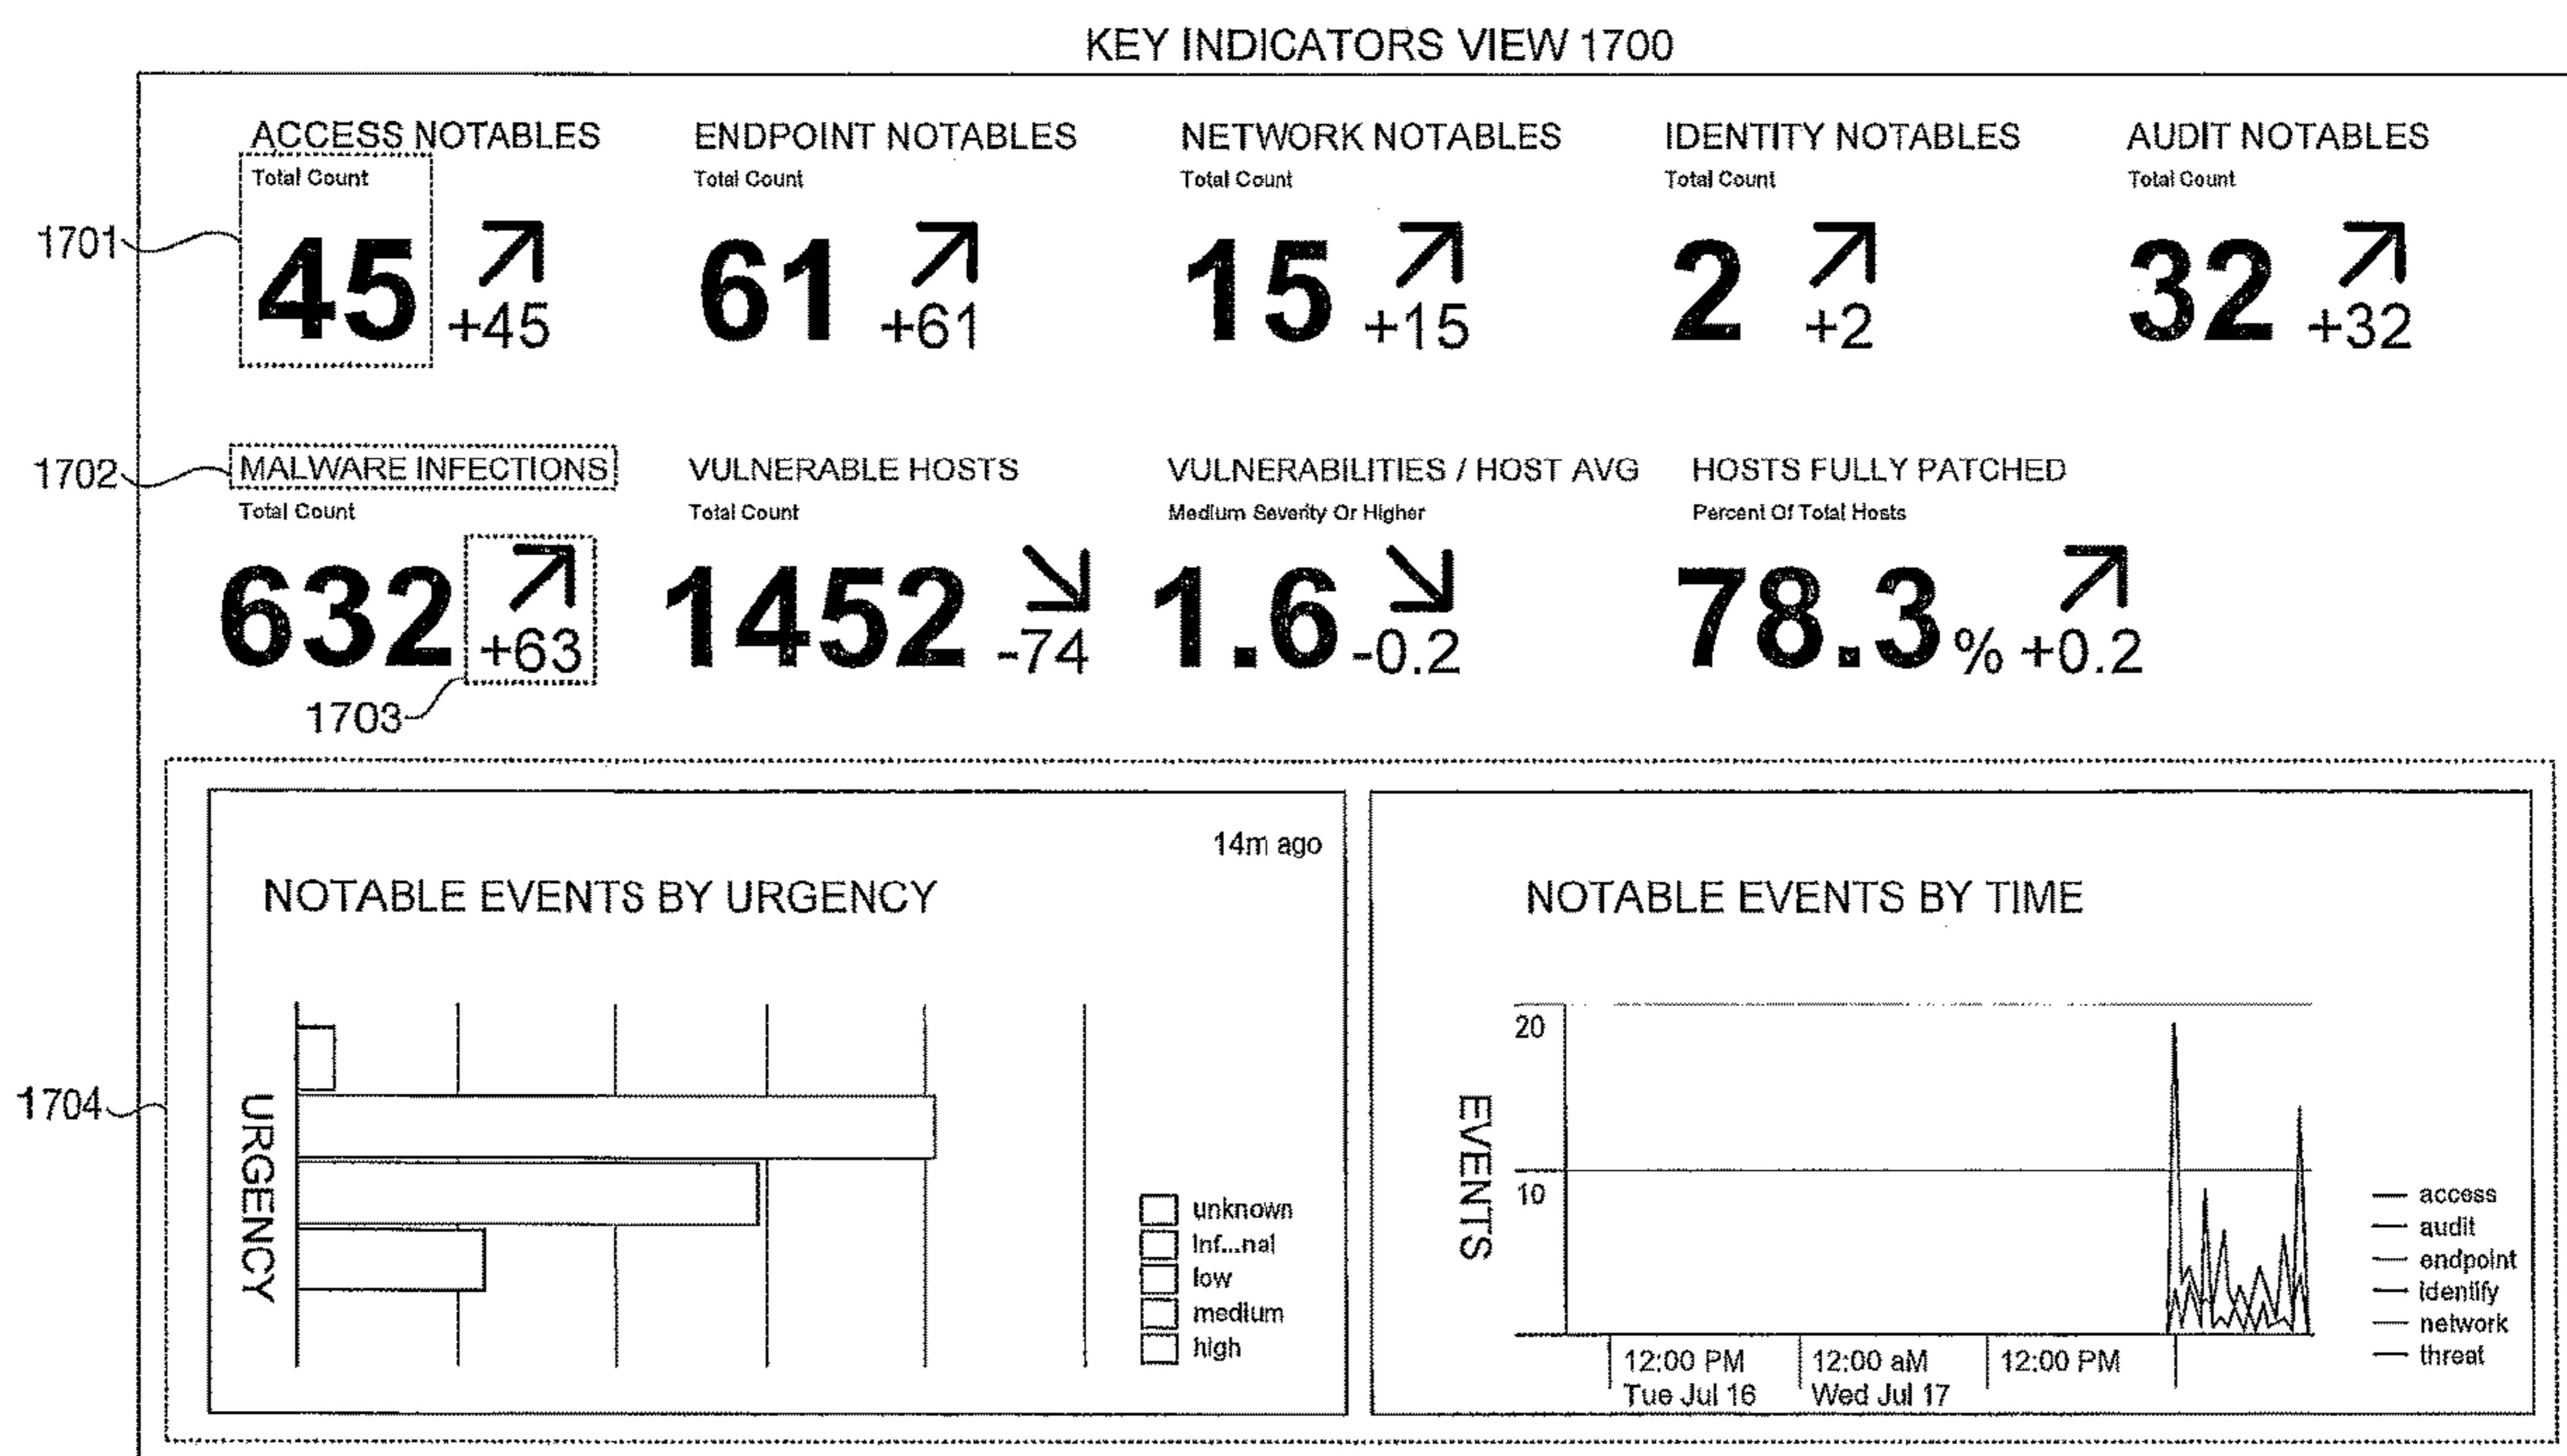 KEY INDICATORS VIEW 1700
ACCESS NOTABLES
Total Count
45 +45
ENDPOINT NOTABLES
Total Count
61 +61
NETWORK NOTABLES
Total Count
15 +15
IDENTITY NOTABLES
Total Count
2 +2
AUDIT NOTABLES
Total Count
32 +32
1701
1702
MALWARE INFECTIONS
Total Count
632 +63
1703
VULNERABLE HOSTS
Total Count
1452 -74
VULNERABILITIES / HOST AVG
Medium Severity Or Higher
1.6 -0.2
HOSTS FULLY PATCHED
Percent Of Total Hosts
78.3 % +0.2
1704
14m ago
NOTABLE EVENTS BY URGENCY
URGENCY
unknown
inf...nal
low
medium
high
NOTABLE EVENTS BY TIME
EVENTS
20
10
12:00 PM
Tue Jul 16
12:00 aM
Wed Jul 17
12:00 PM
access
audit
endpoint
identify
network
threat